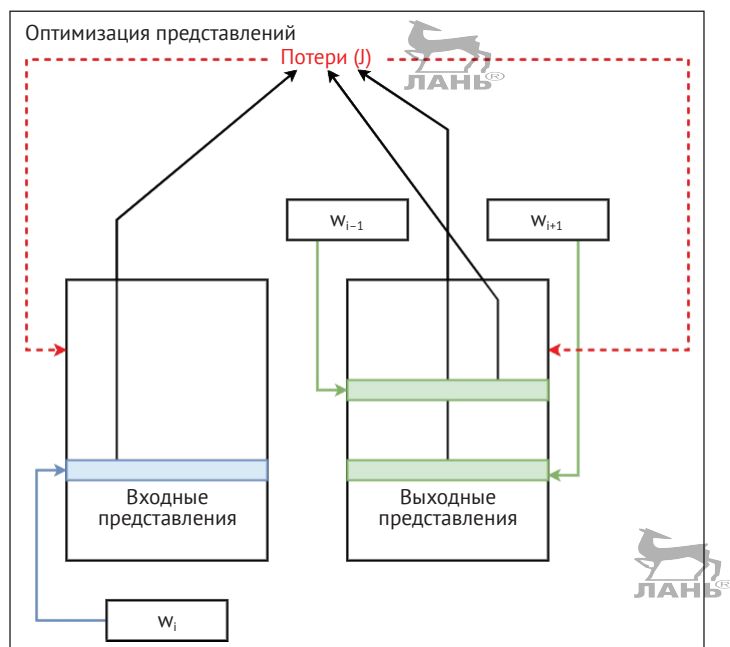 Оптимизация представлений
Потери (J)
ЛАНЬ®
wᵢ₋₁
wᵢ₊₁
Входные
представления
Выходные
представления
ЛАНЬ®
wᵢ